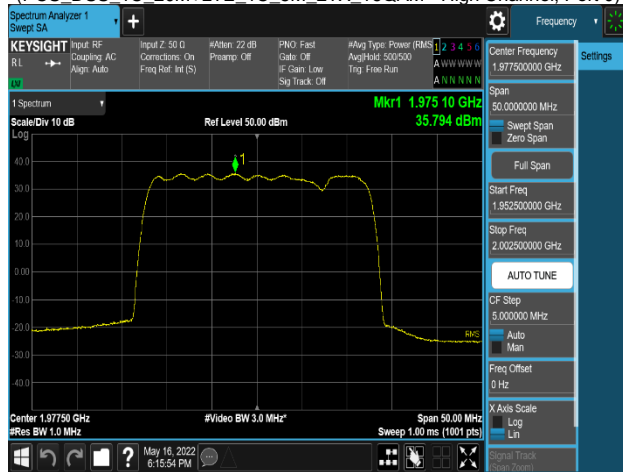 Spectrum Analyzer 1
Swept SA
+
Frequency
KEYSIGHT
RL
Input: RF
Coupling: AC
Align: Auto
Input Z: 50 Ω
Corrections: On
Freq Ref: Int (S)
#Atten: 22 dB
Preamp: Off
PNO: Fast
Gate: Off
IF Gain: Low
Sig Track: Off
#Avg Type: Power (RMS
Avg|Hold: 500/500
Trig: Free Run
1 2 3 4 5 6
A W W W W W
A N N N N N
Settings
1 Spectrum
Scale/Div 10 dB
Log
Ref Level 50.00 dBm
Mkr1 1.975 10 GHz
35.794 dBm
40.0
20.0
10.0
0.00
-10.0
-20.0
-30.0
-40.0
1
RMS
Center 1.97750 GHz
#Res BW 1.0 MHz
#Video BW 3.0 MHz*
Span 50.00 MHz
Sweep 1.00 ms (1001 pts)
Center Frequency
1.977500000 GHz
Span
50.0000000 MHz
Swept Span
Zero Span
Full Span
Start Freq
1.952500000 GHz
Stop Freq
2.002500000 GHz
AUTO TUNE
CF Step
5.000000 MHz
Auto
Man
Freq Offset
0 Hz
X Axis Scale
Log
Lin
Signal Track
(Span Zoom)
?
May 16, 2022
6:15:54 PM